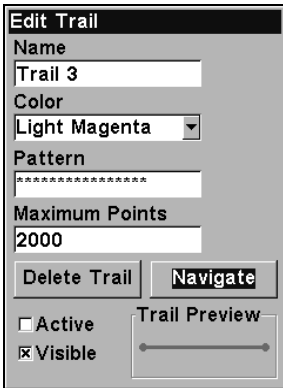 Edit Trail
Name
Trail 3
Color
Light Magenta
Pattern
***************
Maximum Points
2000
Delete Trail Navigate
Active
Trail Preview
Visible